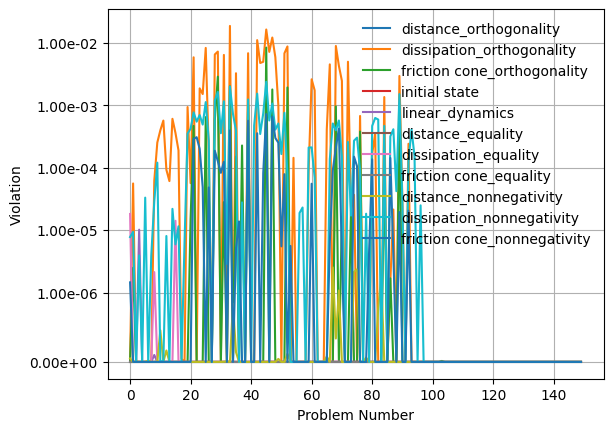 1.00e-02
1.00e-03
1.00e-04
1.00e-05
1.00e-06
0.00e+00
Violation
0 20 40 60 80 100 120 140
Problem Number
distance_orthogonality
dissipation_orthogonality
friction cone_orthogonality
initial state
linear_dynamics
distance_equality
dissipation_equality
friction cone_equality
distance_nonnegativity
dissipation_nonnegativity
friction cone_nonnegativity